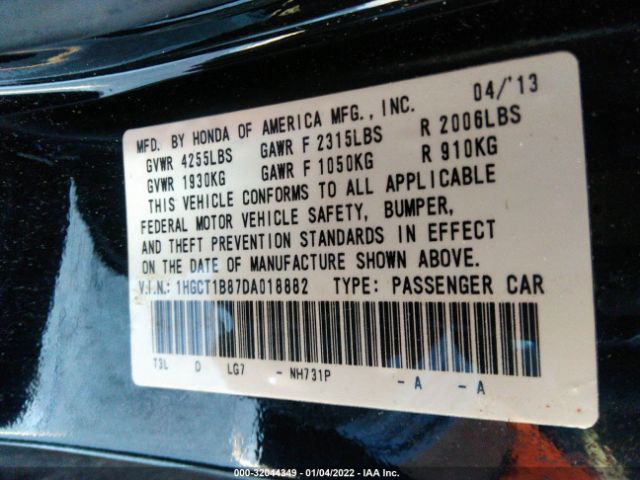 04/'13
MFD. BY HONDA OF AMERICA MFG., INC.
GVWR 4255LBS GAWR F 2315LBS R 2006LBS
GVWR 1930KG GAWR F 1050KG R 910KG
THIS VEHICLE CONFORMS TO ALL APPLICABLE
FEDERAL MOTOR VEHICLE SAFETY, BUMPER,
AND THEFT PREVENTION STANDARDS IN EFFECT
ON THE DATE OF MANUFACTURE SHOWN ABOVE.
V.I.N.: 1HGCT1B87DA018882 TYPE: PASSENGER CAR
T3L D LG7 - NH731P - A - A
000-32044349 - 01/04/2022 - IAA Inc.